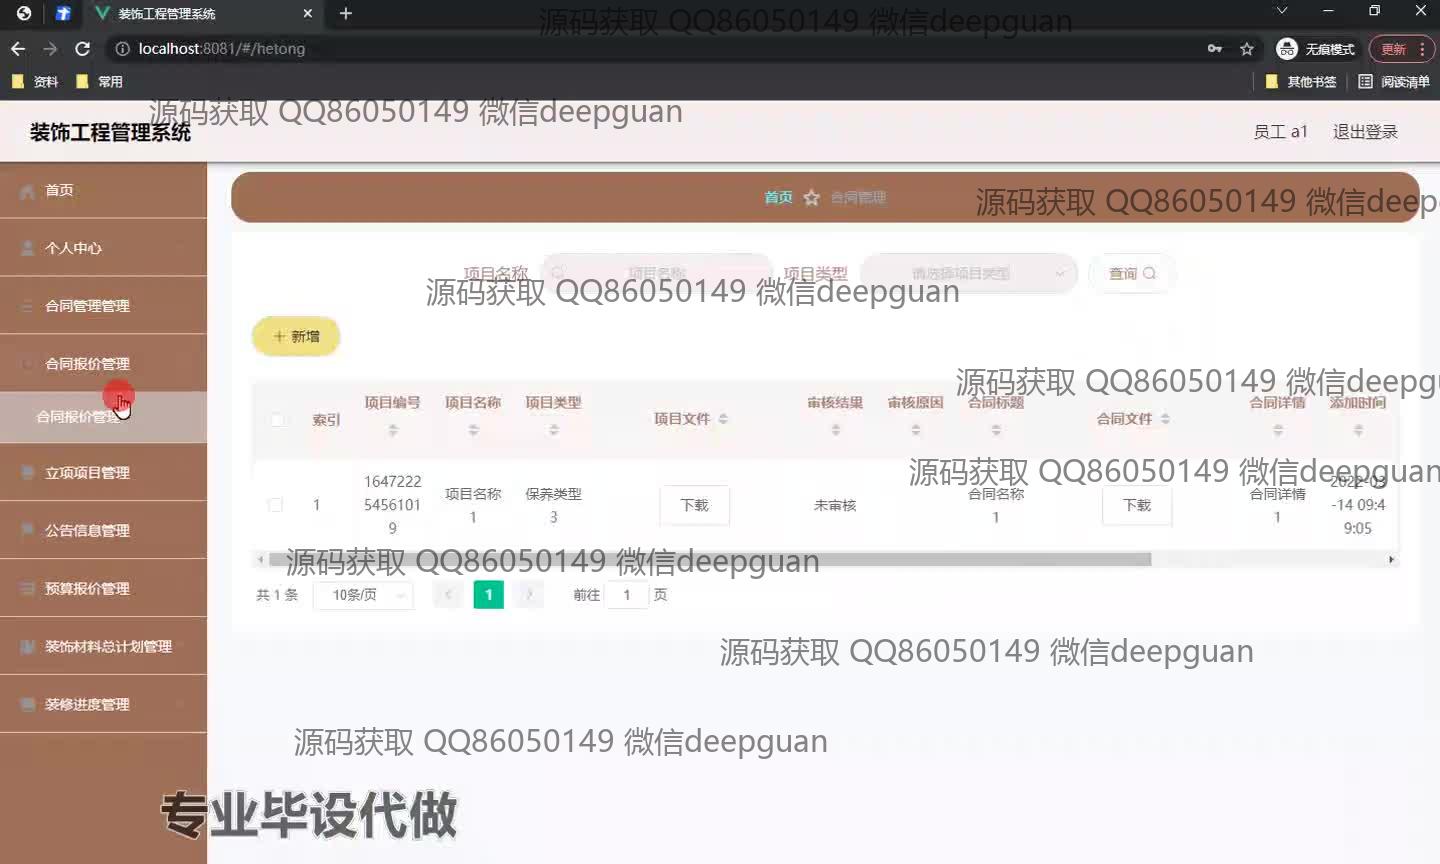 装饰工程管理系统
localhost:8081/#/hetong
无痕模式
更新
资料
常用
其他书签
阅读清单
源码获取 QQ86050149 微信deepguan
源码获取 QQ86050149 微信deepguan
装饰工程管理系统
员工 a1
退出登录
首页
个人中心
合同管理管理
合同报价管理
合同报价管理
立项项目管理
公告信息管理
预算报价管理
装饰材料总计划管理
装修进度管理
首页
合同管理
源码获取 QQ86050149 微信deep
项目名称
项目名称
项目类型
请选择项目类型
查询
源码获取 QQ86050149 微信deepguan
新增
源码获取 QQ86050149 微信deepgu
索引
项目编号
项目名称
项目类型
项目文件
审核结果
审核原因
合同标题
合同文件
合同详情
添加时间
源码获取 QQ86050149 微信deepguan
1
1647222
5456101
9
项目名称
1
保养类型
3
下载
未审核
合同名称
1
下载
合同详情
1
2022-03
-14 09:4
9:05
源码获取 QQ86050149 微信deepguan
共 1 条
10条/页
1
前往 1 页
源码获取 QQ86050149 微信deepguan
源码获取 QQ86050149 微信deepguan
专业毕设代做